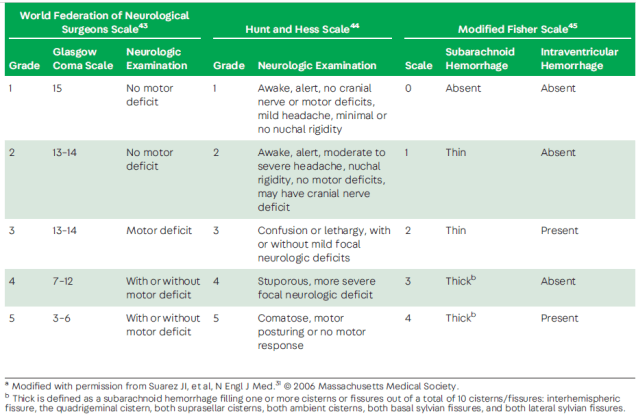 World Federation of Neurological
Surgeons Scale43
Hunt and Hess Scale44
Modified Fisher Scale45
Grade
Glasgow
Coma Scale
Neurologic
Examination
Grade
Neurologic Examination
Scale
Subarachnoid
Hemorrhage
Intraventricular
Hemorrhage
1
15
No motor
deficit
1
Awake, alert, no cranial
nerve or motor deficits,
mild headache, minimal or
no nuchal rigidity
0
Absent
Absent
2
13–14
No motor
deficit
2
Awake, alert, moderate to
severe headache, nuchal
rigidity, no motor deficits,
may have cranial nerve
deficit
1
Thin
Absent
3
13–14
Motor deficit
3
Confusion or lethargy, with
or without mild focal
neurologic deficits
2
Thin
Present
4
7–12
With or without
motor deficit
4
Stuporous, more severe
focal neurologic deficit
3
Thickb
Absent
5
3–6
With or without
motor deficit
5
Comatose, motor
posturing or no motor
response
4
Thickb
Present
a Modified with permission from Suarez JI, et al, N Engl J Med.31 © 2006 Massachusetts Medical Society.
b Thick is defined as a subarachnoid hemorrhage filling one or more cisterns or fissures out of a total of 10 cisterns/fissures: interhemispheric
fissure, the quadrigeminal cistern, both suprasellar cisterns, both ambient cisterns, both basal sylvian fissures, and both lateral sylvian fissures.